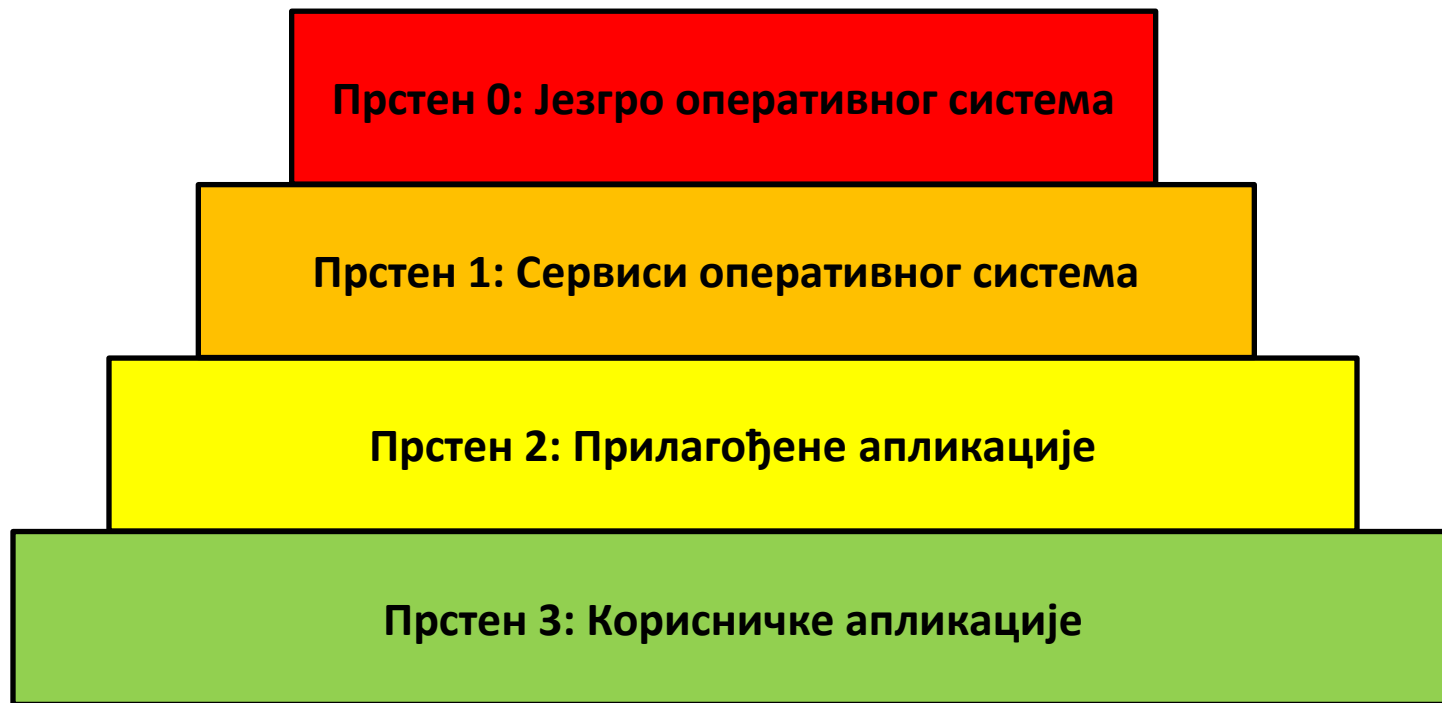 Прстен 0: Језгро оперативног система
Прстен 1: Сервиси оперативног система
Прстен 2: Прилагођене апликације
Прстен 3: Корисничке апликације